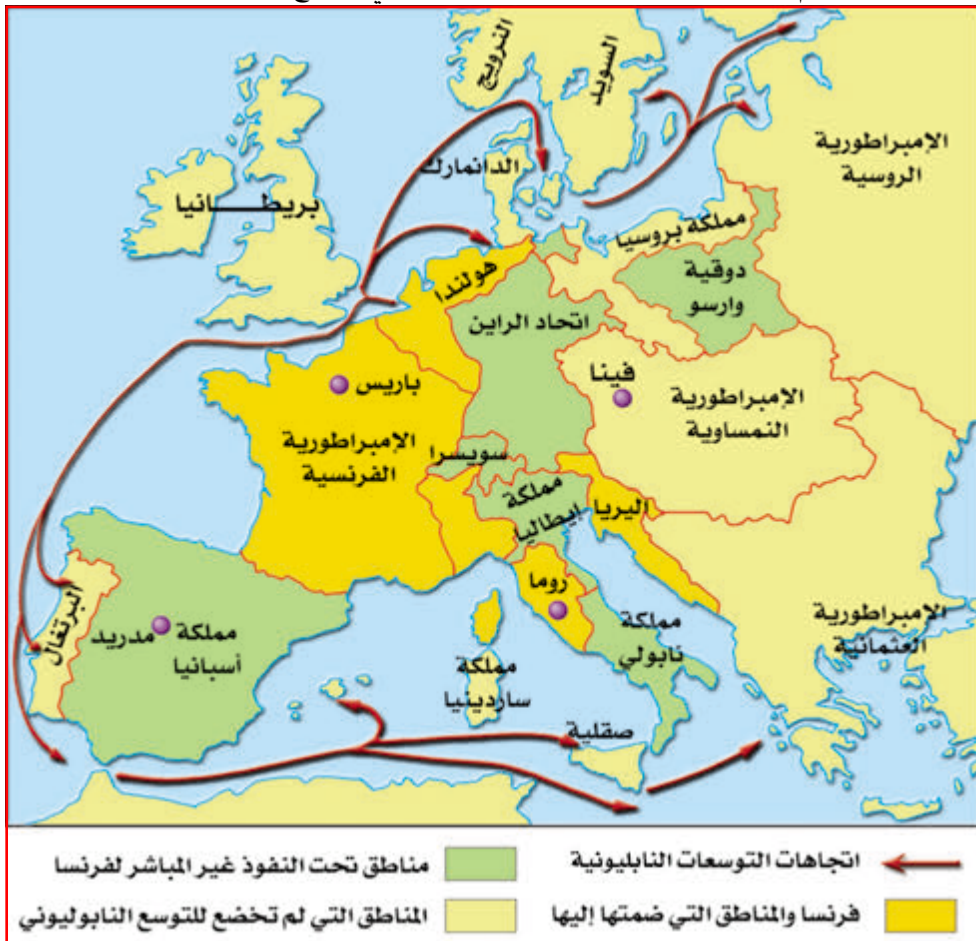 النرويج
السويد
الإمبراطورية
الروسية
الدانمارك
بريطـــــانيا
مملكة بروسيا
دوقية
وارسو
هولندا
اتحاد الراين
باريس
فينا
الإمبراطورية
النمساوية
الإمبراطورية
الفرنسية
سويسرا
مملكة
إيطاليا
اليريا
روما
البرتغال
مدريد
مملكة
أسبانيا
مملكة
نابولي
الإمبراطورية
العثمانية
مملكة
ساردينيا
صقلية
اتجاهات التوسعات النابليونية
مناطق تحت النفوذ غير المباشر لفرنسا
فرنسا والمناطق التي ضمتها إليها
المناطق التي لم تخضع للتوسع النابوليوني